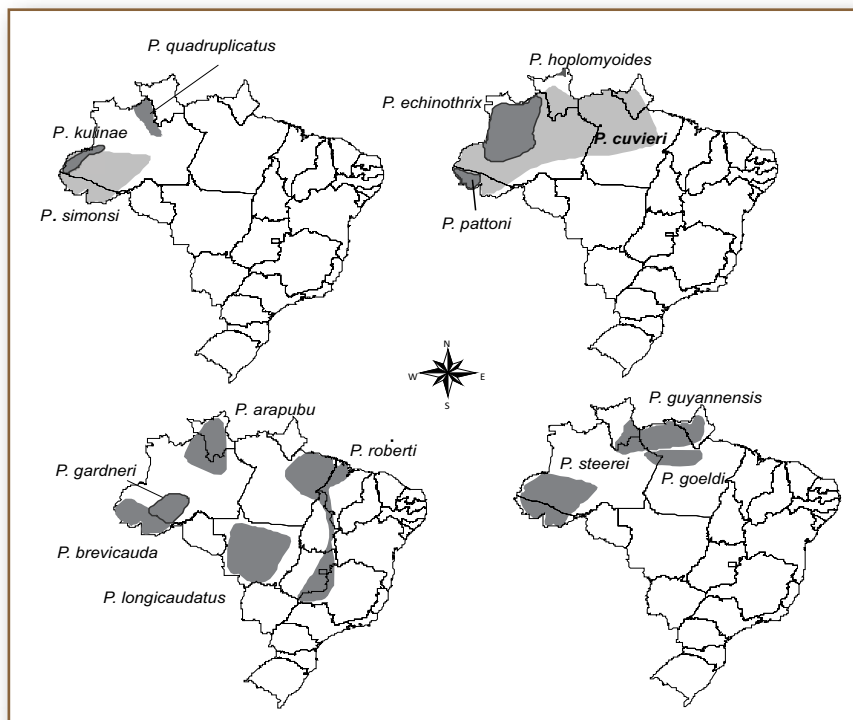 P. quadruplicatus
P. kulinae
P. simonsi
P. hoplomyoides
P. echinothrix
P. cuvieri
P. pattoni
N
W E
S
P. arapubu
P. roberti
P. gardneri
P. brevicauda
P. longicaudatus
P. guyannensis
P. steerei
P. goeldi